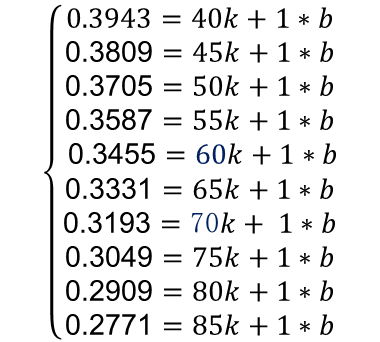 0.3943 = 40k + 1 * b
0.3809 = 45k + 1 * b
0.3705 = 50k + 1 * b
0.3587 = 55k + 1 * b
0.3455 = 60k + 1 * b
0.3331 = 65k + 1 * b
0.3193 = 70k + 1 * b
0.3049 = 75k + 1 * b
0.2909 = 80k + 1 * b
0.2771 = 85k + 1 * b